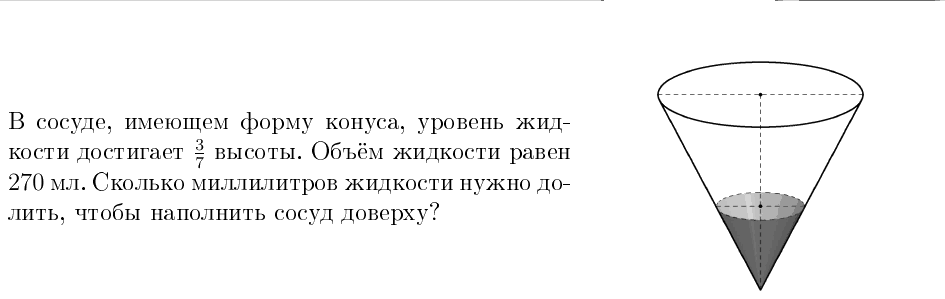 В сосуде, имеющем форму конуса, уровень жид-
кости достигает 3/7 высоты. Объём жидкости равен
270 мл. Сколько миллилитров жидкости нужно до-
лить, чтобы наполнить сосуд доверху?